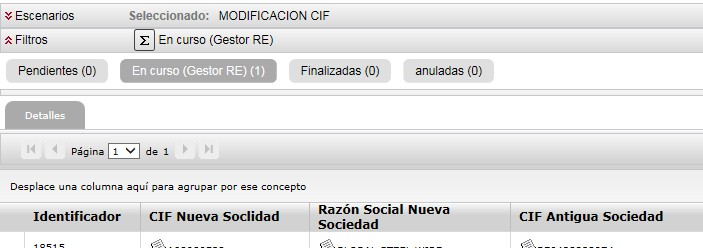 Escenarios Seleccionado: MODIFICACION CIF
Filtros Σ En curso (Gestor RE)
Pendientes (0) En curso (Gestor RE) (1) Finalizadas (0) anuladas (0)
Detalles
Página 1 de 1
Desplace una columna aquí para agrupar por ese concepto
Identificador CIF Nueva Soclidad Razón Social Nueva Sociedad CIF Antigua Sociedad
18515